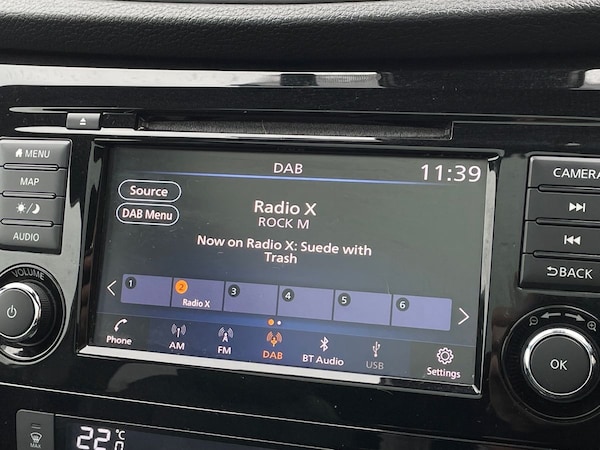 MENU
MAP
AUDIO
VOLUME
DAB
11:39
Source
DAB Menu
Radio X
ROCK M
Now on Radio X: Suede with
Trash
1
2
3
4
5
6
Radio X
Phone
AM
FM
DAB
BT Audio
USB
Settings
CAMERA
BACK
OK
MAX
22°C